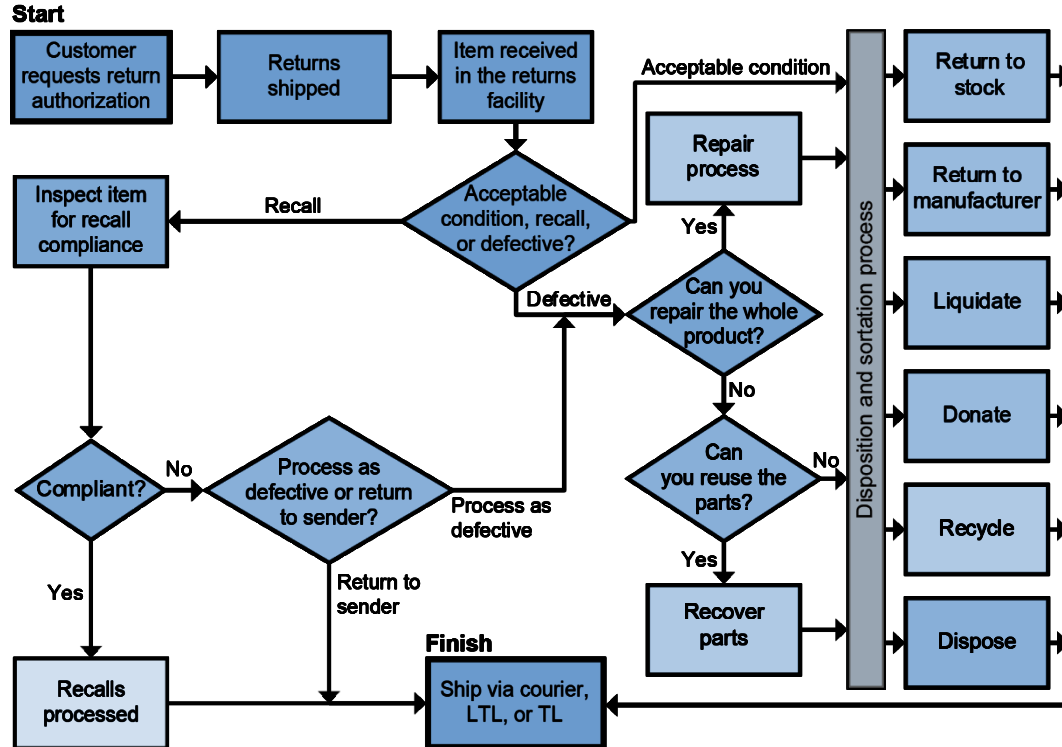 Start
Customer
requests return
authorization
Returns
shipped
Item received
in the returns
facility
Acceptable condition
Return to
stock
Repair
process
Return to
manufacturer
Inspect item
for recall
compliance
Recall
Acceptable
condition, recall,
or defective?
Yes
Defective
Can you
repair the whole
product?
Disposition and sortation process
Liquidate
No
Donate
Compliant?
No
Process as
defective or return
to sender?
Process as
defective
Can
you reuse the
parts?
No
Recycle
Yes
Return to
sender
Yes
Recover
parts
Dispose
Recalls
processed
Finish
Ship via courier,
LTL, or TL